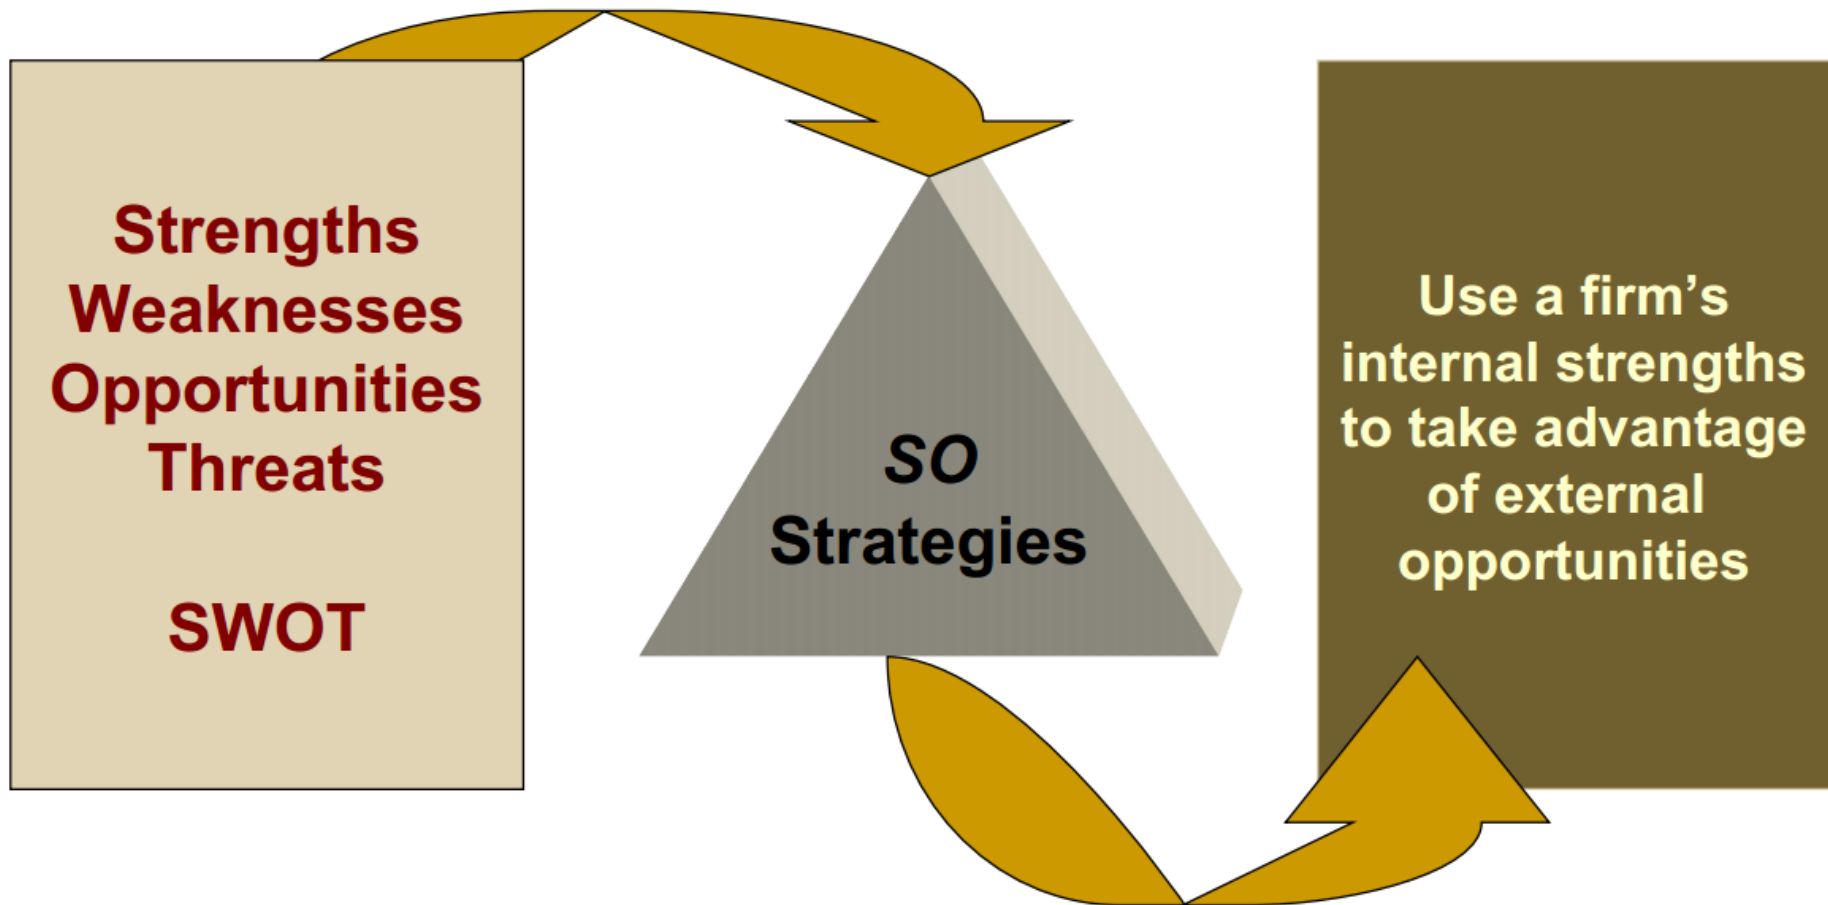 Strengths
Weaknesses
Opportunities
Threats
SWOT
SO
Strategies
Use a firm’s
internal strengths
to take advantage
of external
opportunities